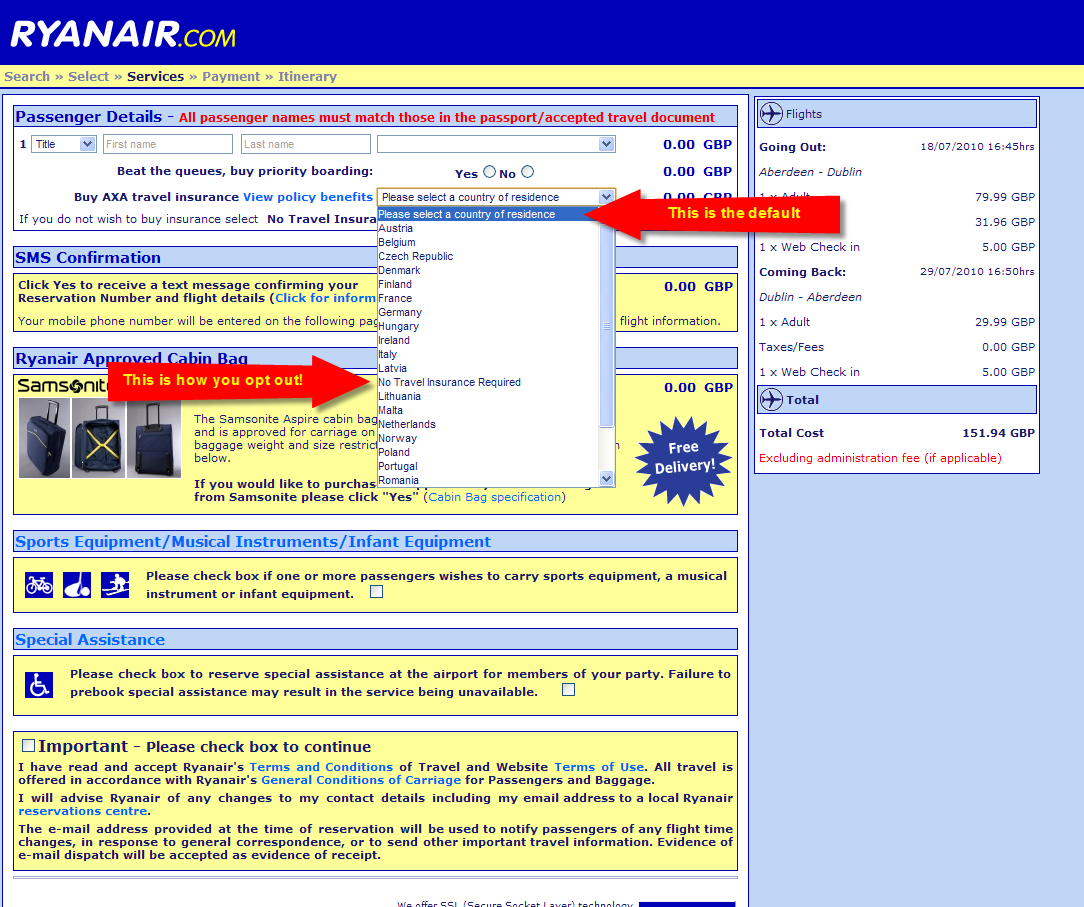 RYANAIR.COM
Search » Select » Services » Payment » Itinerary
Passenger Details - All passenger names must match those in the passport/accepted travel document
1 Title First name Last name 0.00 GBP
Beat the queues, buy priority boarding: Yes No 0.00 GBP
Buy AXA travel insurance View policy benefits Please select a country of residence 0.00 GBP
If you do not wish to buy insurance select No Travel Insura
Please select a country of residence
Austria
Belgium
Czech Republic
Denmark
Finland
France
Germany
Hungary
Ireland
Italy
Latvia
No Travel Insurance Required
Lithuania
Malta
Netherlands
Norway
Poland
Portugal
Romania
This is the default
This is how you opt out!
SMS Confirmation
Click Yes to receive a text message confirming your
Reservation Number and flight details (Click for inform
0.00 GBP
Your mobile phone number will be entered on the following pag
flight information.
Ryanair Approved Cabin Bag
Samsonite
0.00 GBP
The Samsonite Aspire cabin bag
and is approved for carriage on
baggage weight and size restrict
below.
Free
Delivery!
If you would like to purchas
from Samsonite please click "Yes" (Cabin Bag specification)
Sports Equipment/Musical Instruments/Infant Equipment
Please check box if one or more passengers wishes to carry sports equipment, a musical
instrument or infant equipment.
Special Assistance
Please check box to reserve special assistance at the airport for members of your party. Failure to
prebook special assistance may result in the service being unavailable.
Important - Please check box to continue
I have read and accept Ryanair's Terms and Conditions of Travel and Website Terms of Use. All travel is
offered in accordance with Ryanair's General Conditions of Carriage for Passengers and Baggage.
I will advise Ryanair of any changes to my contact details including my email address to a local Ryanair
reservations centre.
The e-mail address provided at the time of reservation will be used to notify passengers of any flight time
changes, in response to general correspondence, or to send other important travel information. Evidence of
e-mail dispatch will be accepted as evidence of receipt.
We offer SSL (Secure Socket Layer) technology
Flights
Going Out: 18/07/2010 16:45hrs
Aberdeen - Dublin
1 x Adult 79.99 GBP
31.96 GBP
1 x Web Check in 5.00 GBP
Coming Back: 29/07/2010 16:50hrs
Dublin - Aberdeen
1 x Adult 29.99 GBP
Taxes/Fees 0.00 GBP
1 x Web Check in 5.00 GBP
Total
Total Cost 151.94 GBP
Excluding administration fee (if applicable)